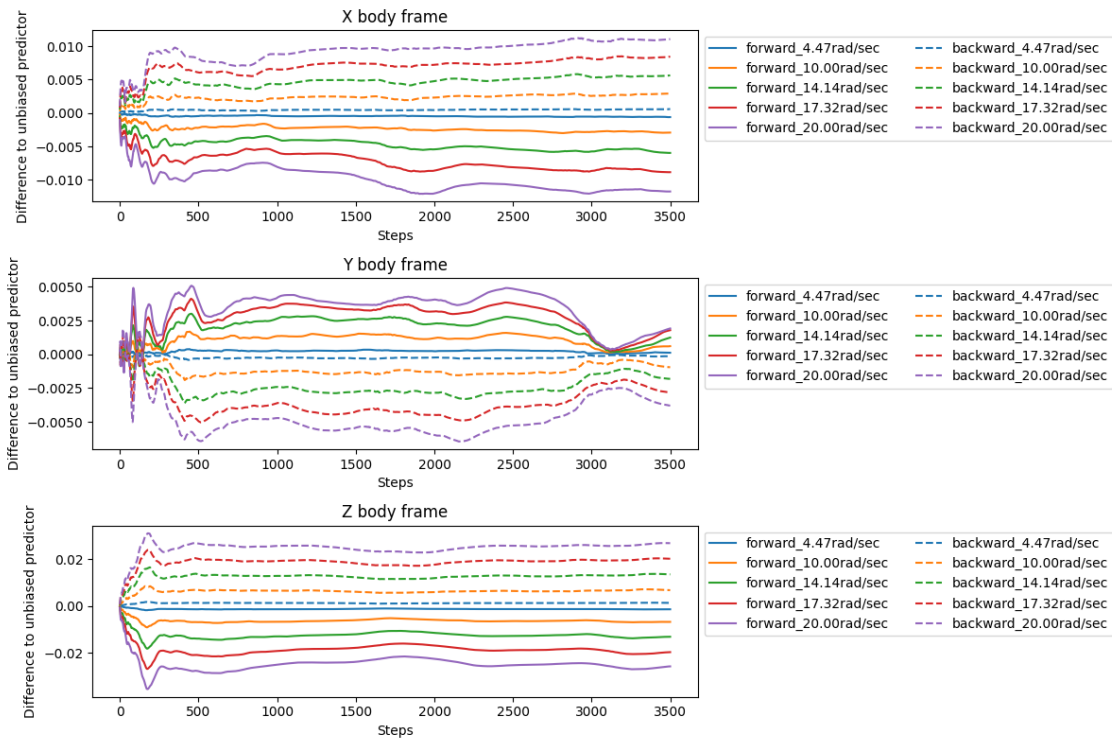 X body frame
Difference to unbiased predictor
0.010
0.005
0.000
−0.005
−0.010
0 500 1000 1500 2000 2500 3000 3500
Steps
forward_4.47rad/sec backward_4.47rad/sec
forward_10.00rad/sec backward_10.00rad/sec
forward_14.14rad/sec backward_14.14rad/sec
forward_17.32rad/sec backward_17.32rad/sec
forward_20.00rad/sec backward_20.00rad/sec
Y body frame
Difference to unbiased predictor
0.0050
0.0025
0.0000
−0.0025
−0.0050
0 500 1000 1500 2000 2500 3000 3500
Steps
forward_4.47rad/sec backward_4.47rad/sec
forward_10.00rad/sec backward_10.00rad/sec
forward_14.14rad/sec backward_14.14rad/sec
forward_17.32rad/sec backward_17.32rad/sec
forward_20.00rad/sec backward_20.00rad/sec
Z body frame
Difference to unbiased predictor
0.02
0.00
−0.02
0 500 1000 1500 2000 2500 3000 3500
Steps
forward_4.47rad/sec backward_4.47rad/sec
forward_10.00rad/sec backward_10.00rad/sec
forward_14.14rad/sec backward_14.14rad/sec
forward_17.32rad/sec backward_17.32rad/sec
forward_20.00rad/sec backward_20.00rad/sec